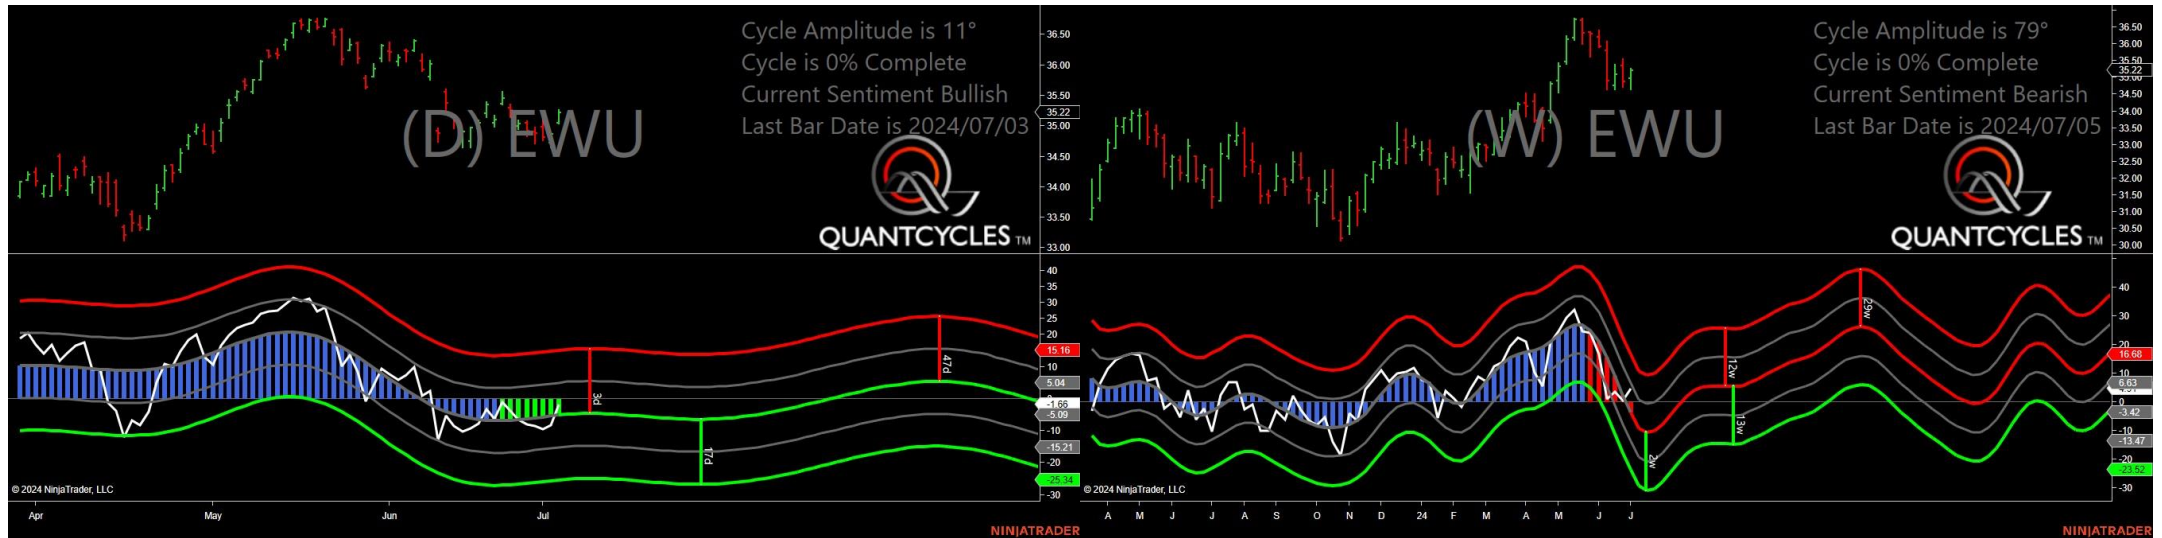 Cycle Amplitude is 11°
Cycle is 0% Complete
Current Sentiment Bullish
Last Bar Date is 2024/07/03
(D) EWU
QUANTCYCLES TM
36.50
36.00
35.50
35.22
35.00
34.50
34.00
33.50
33.00
40
35
30
25
20
15.16
10
5.04
-1.66
-5.09
-10
-15.21
-20
-25.34
-30
3d
17d
47d
© 2024 NinjaTrader, LLC
Apr May Jun Jul
NINJATRADER
Cycle Amplitude is 79°
Cycle is 0% Complete
Current Sentiment Bearish
Last Bar Date is 2024/07/05
(W) EWU
QUANTCYCLES TM
36.50
36.00
35.50
35.22
35.00
34.50
34.00
33.50
33.00
32.50
32.00
31.50
31.00
30.50
30.00
40
30
20
16.68
10
6.63
0
-3.42
-10
-13.47
-20
-23.52
-30
2w
12w
13w
29w
© 2024 NinjaTrader, LLC
A M J J A S O N D 24 F M A M J J
NINJATRADER